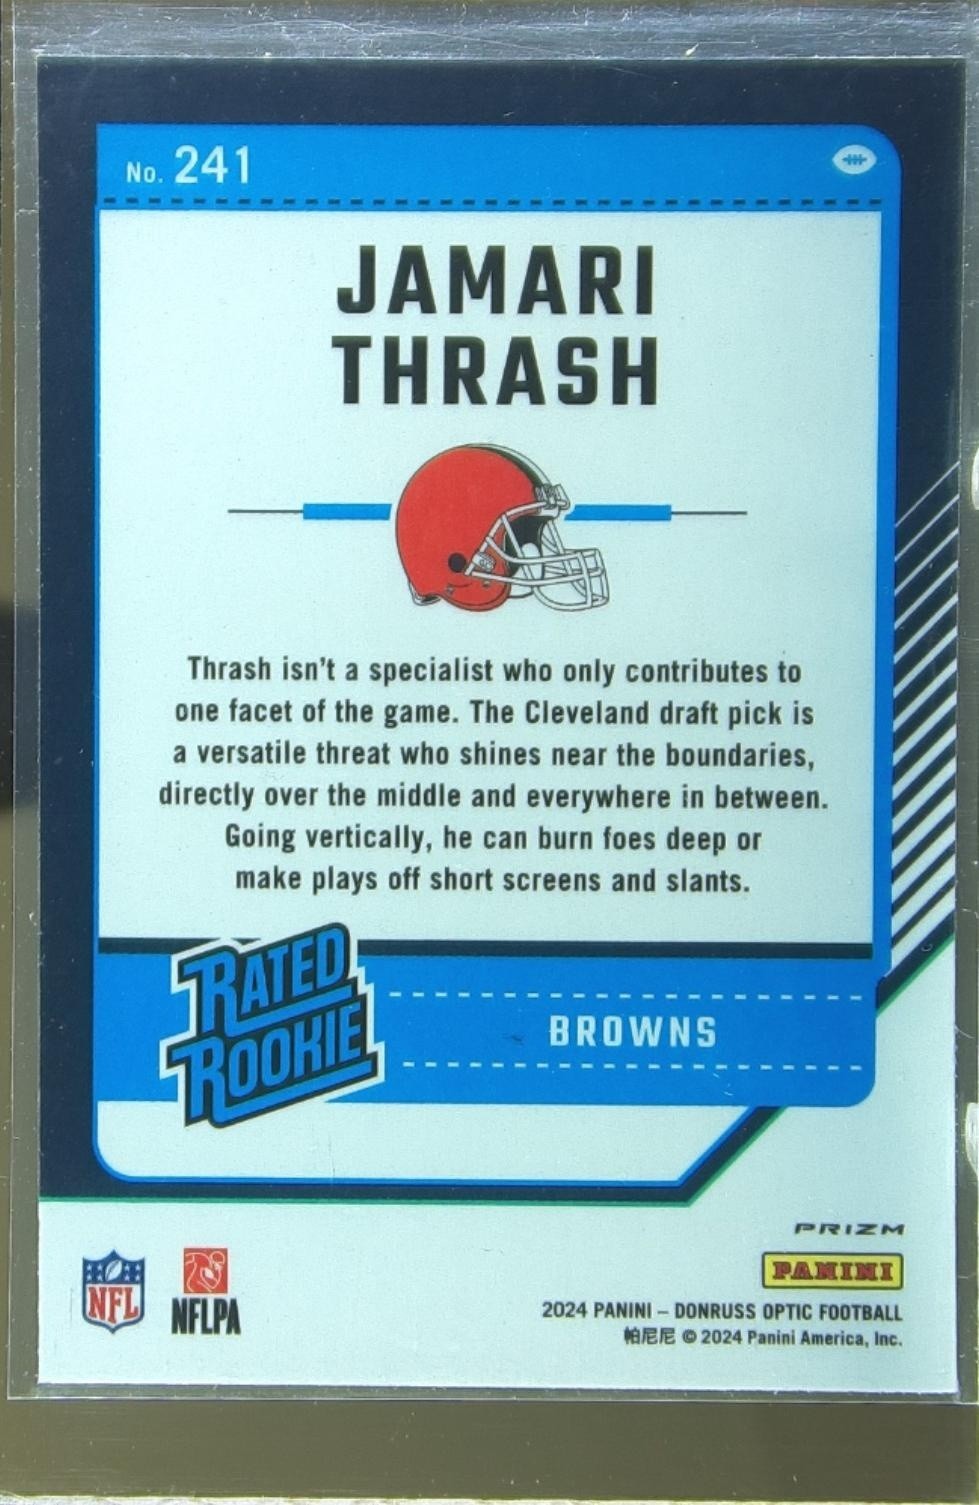 No. 241
JAMARI
THRASH
Thrash isn't a specialist who only contributes to
one facet of the game. The Cleveland draft pick is
a versatile threat who shines near the boundaries,
directly over the middle and everywhere in between.
Going vertically, he can burn foes deep or
make plays off short screens and slants.
RATED
ROOKIE
BROWNS
PRIZM
PANINI
NFL
NFLPA
2024 PANINI – DONRUSS OPTIC FOOTBALL
帕尼尼 © 2024 Panini America, Inc.